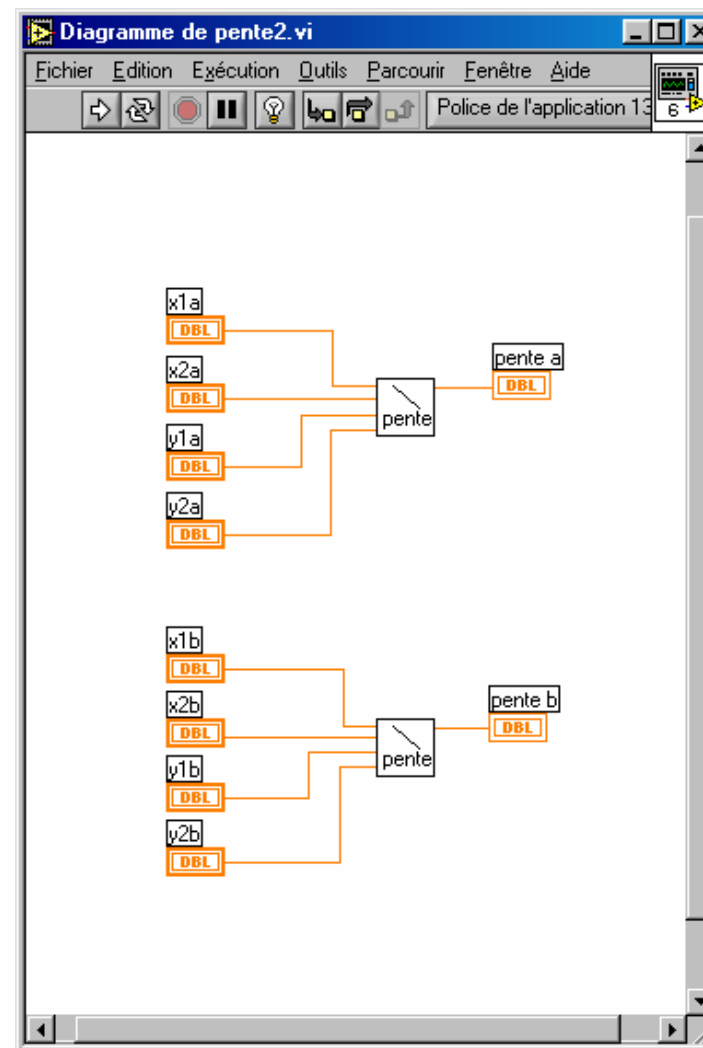 Diagramme de pente2.vi
Fichier Edition Exécution Outils Parcourir Fenêtre Aide
Police de l'application 13
6
x1a
DBL
x2a
DBL
y1a
DBL
y2a
DBL
pente
pente a
DBL
x1b
DBL
x2b
DBL
y1b
DBL
y2b
DBL
pente
pente b
DBL